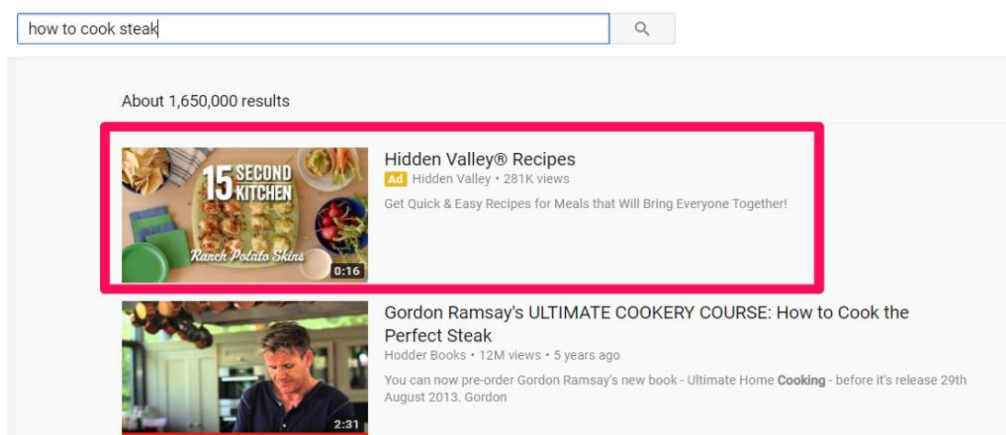 how to cook steak
About 1,650,000 results
15 SECOND
KITCHEN
Ranch Potato Skins
0:16
Hidden Valley® Recipes
Ad Hidden Valley • 281K views
Get Quick & Easy Recipes for Meals that Will Bring Everyone Together!
2:31
Gordon Ramsay's ULTIMATE COOKERY COURSE: How to Cook the
Perfect Steak
Hodder Books • 12M views • 5 years ago
You can now pre-order Gordon Ramsay's new book - Ultimate Home Cooking - before it's release 29th
August 2013. Gordon